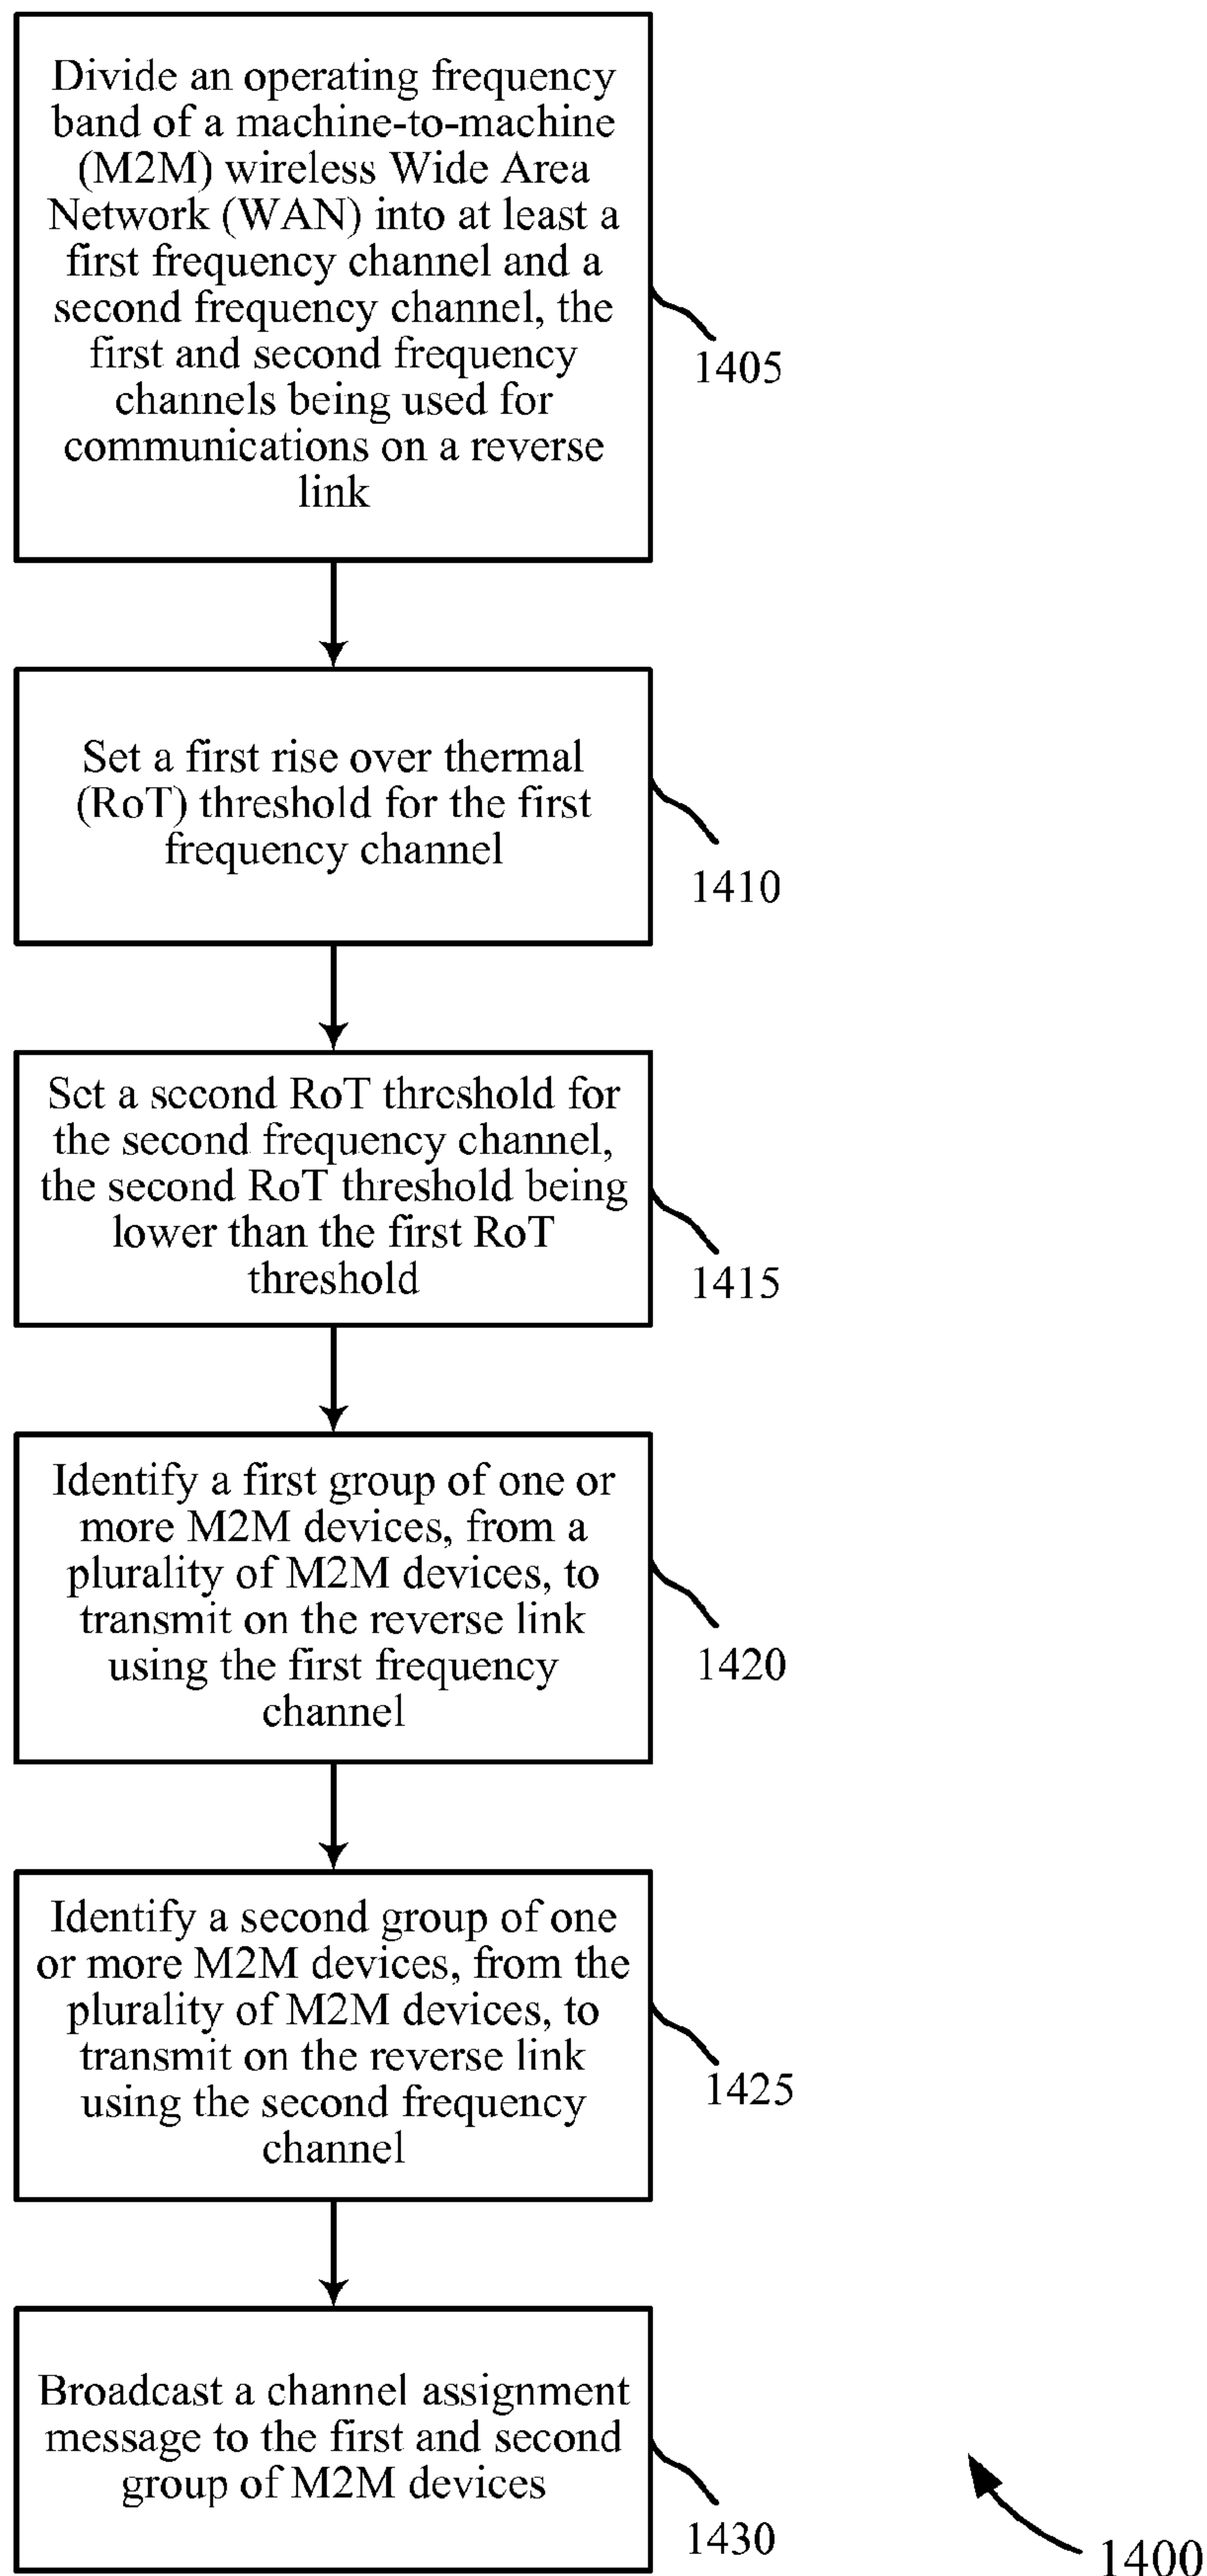 Divide an operating frequency
band of a machine-to-machine
(M2M) wireless Wide Area
Network (WAN) into at least a
first frequency channel and a
second frequency channel, the
first and second frequency
channels being used for
communications on a reverse
link
1405
Set a first rise over thermal
(RoT) threshold for the first
frequency channel
1410
Set a second RoT threshold for
the second frequency channel,
the second RoT threshold being
lower than the first RoT
threshold
1415
Identify a first group of one or
more M2M devices, from a
plurality of M2M devices, to
transmit on the reverse link
using the first frequency
channel
1420
Identify a second group of one
or more M2M devices, from the
plurality of M2M devices, to
transmit on the reverse link
using the second frequency
channel
1425
Broadcast a channel assignment
message to the first and second
group of M2M devices
1430
1400